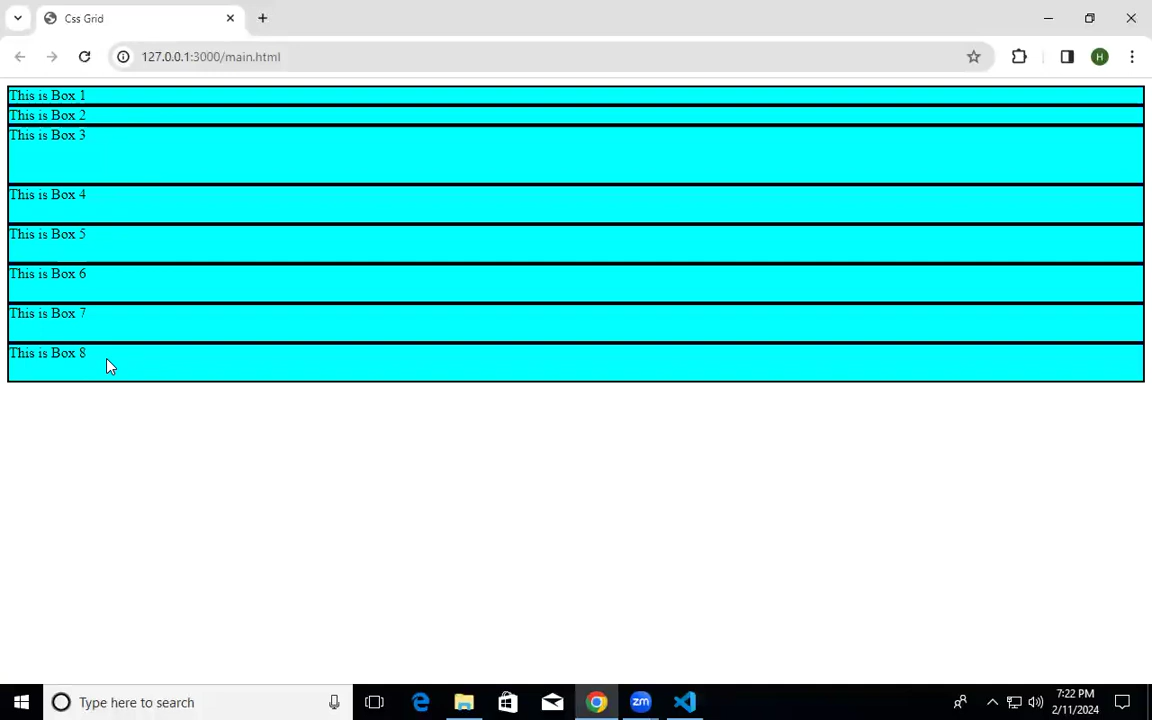 Css Grid
127.0.0.1:3000/main.html
H
This is Box 1
This is Box 2
This is Box 3
This is Box 4
This is Box 5
This is Box 6
This is Box 7
This is Box 8
Type here to search
zm
7:22 PM
2/11/2024